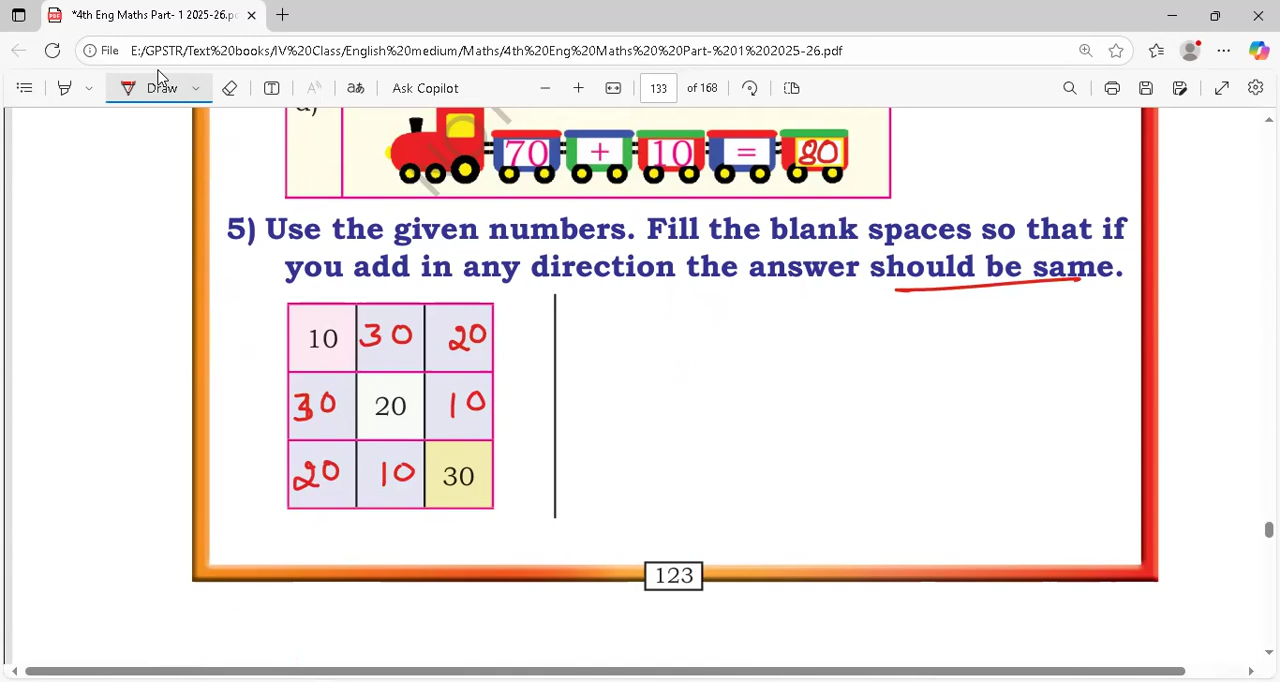 *4th Eng Maths Part- 1 2025-26.pd
File E:/GPSTR/Text%20books/IV%20Class/English%20medium/Maths/4th%20Eng%20Maths%20%20Part-%201%202025-26.pdf
Draw aあ Ask Copilot 133 of 168
70 + 10 = 80
5) Use the given numbers. Fill the blank spaces so that if
you add in any direction the answer should be same.
10 30 20
30 20 10
20 10 30
123